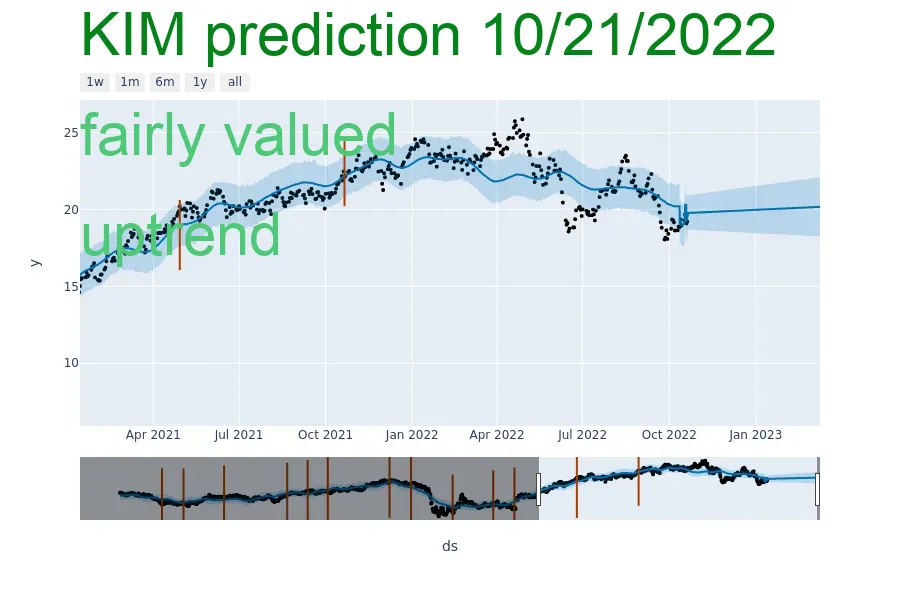 KIM prediction 10/21/2022
1w 1m 6m 1y all
fairly valued
uptrend
25
20
15
10
y
Apr 2021 Jul 2021 Oct 2021 Jan 2022 Apr 2022 Jul 2022 Oct 2022 Jan 2023
ds